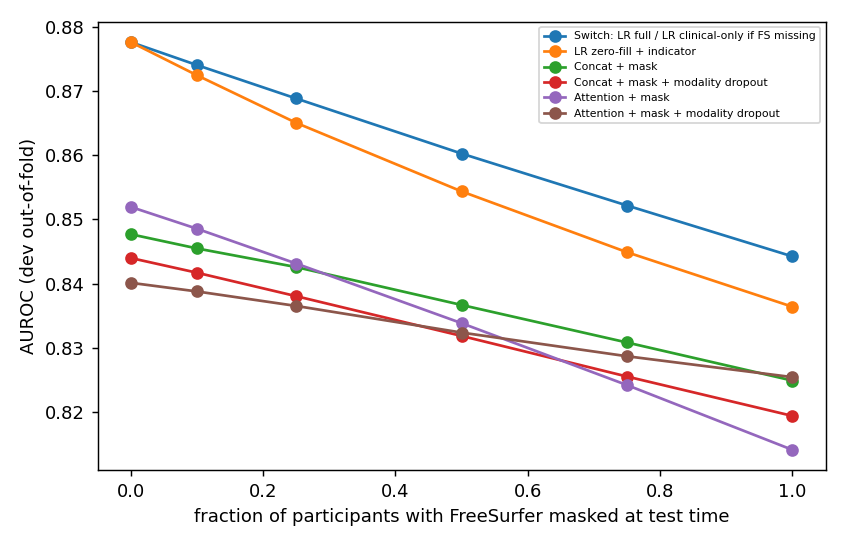 Switch: LR full / LR clinical-only if FS missing
LR zero-fill + indicator
Concat + mask
Concat + mask + modality dropout
Attention + mask
Attention + mask + modality dropout
AUROC (dev out-of-fold)
0.88
0.87
0.86
0.85
0.84
0.83
0.82
0.0 0.2 0.4 0.6 0.8 1.0
fraction of participants with FreeSurfer masked at test time